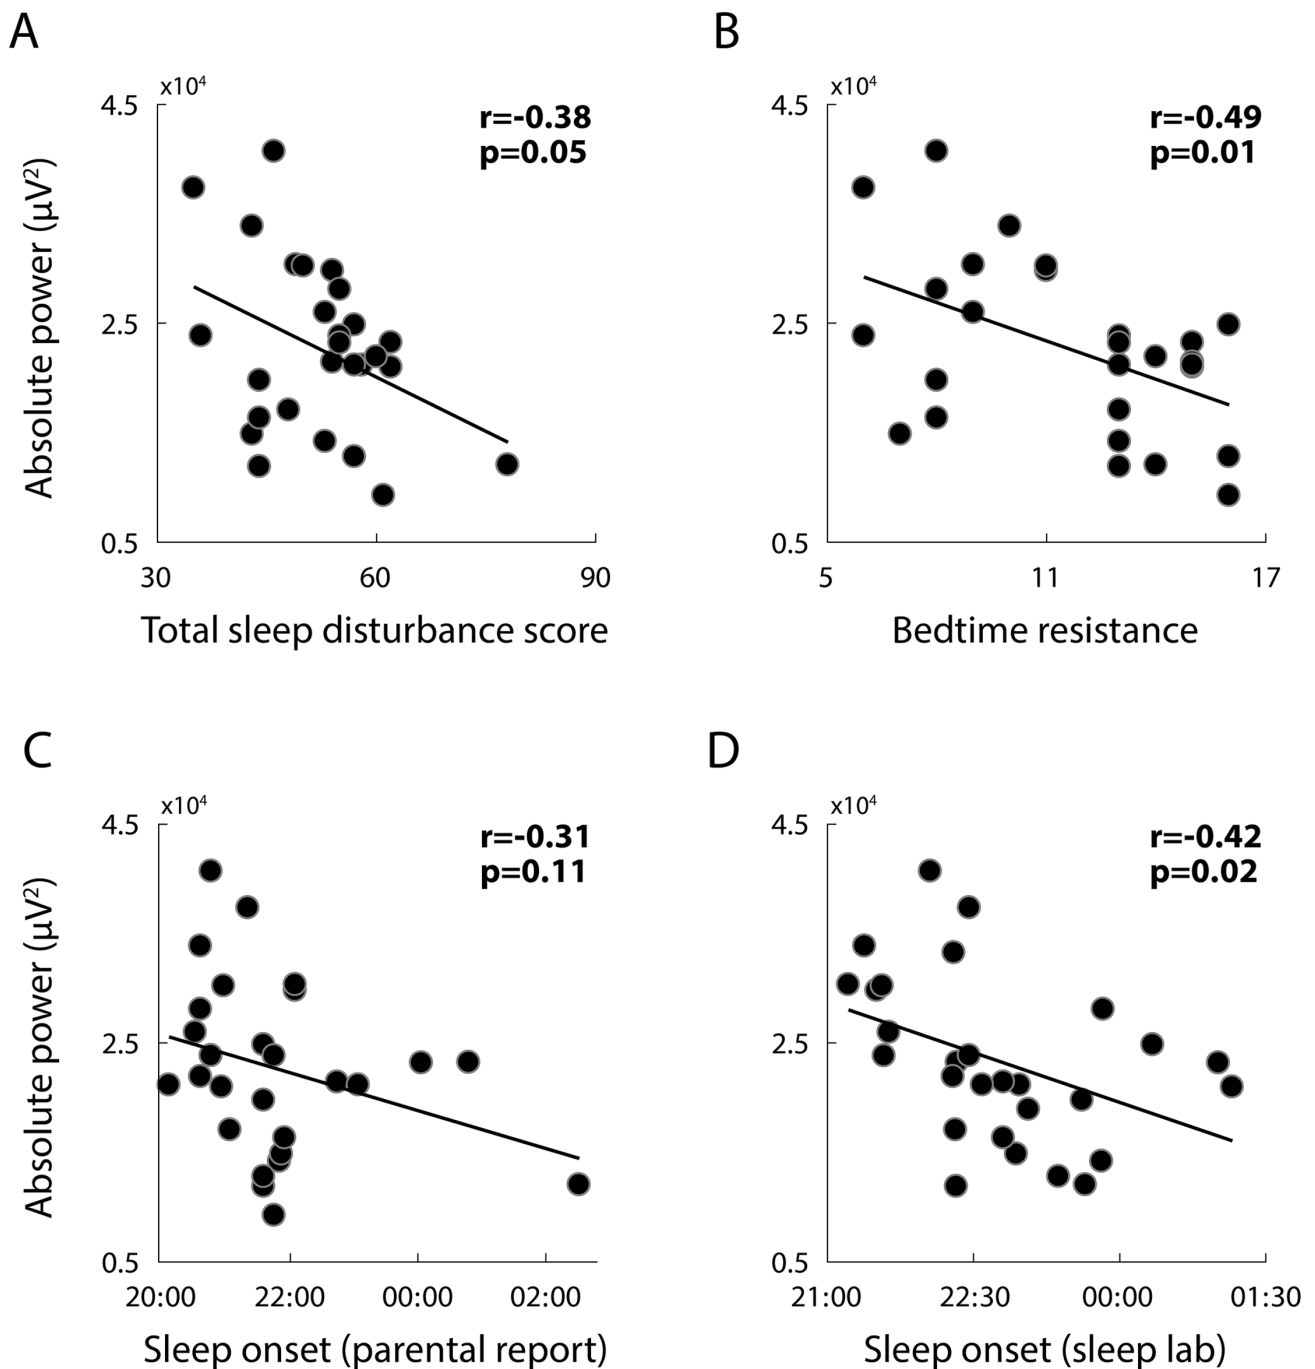 A
x10⁴
4.5
2.5
0.5
Absolute power (µV²)
r=-0.38
p=0.05
30 60 90
Total sleep disturbance score
B
x10⁴
4.5
2.5
0.5
r=-0.49
p=0.01
5 11 17
Bedtime resistance
C
x10⁴
4.5
2.5
0.5
Absolute power (µV²)
r=-0.31
p=0.11
20:00 22:00 00:00 02:00
Sleep onset (parental report)
D
x10⁴
4.5
2.5
0.5
r=-0.42
p=0.02
21:00 22:30 00:00 01:30
Sleep onset (sleep lab)